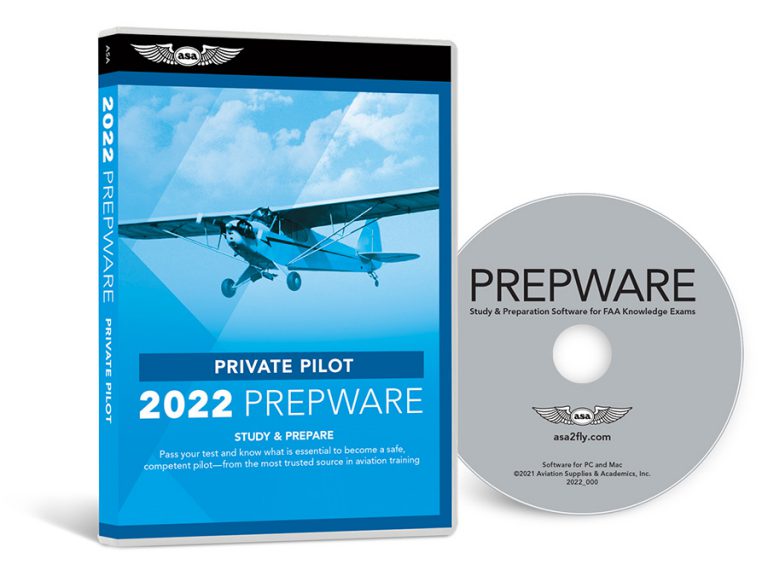 ASA
2022 PREPWARE PRIVATE PILOT
asa
PRIVATE PILOT
2022 PREPWARE
STUDY & PREPARE
Pass your test and know what is essential to become a safe,
competent pilot—from the most trusted source in aviation training
PREPWARE
Study & Preparation Software for FAA Knowledge Exams
asa
asa2fly.com
Software for PC and Mac
©2021 Aviation Supplies & Academics, Inc.
2022_000